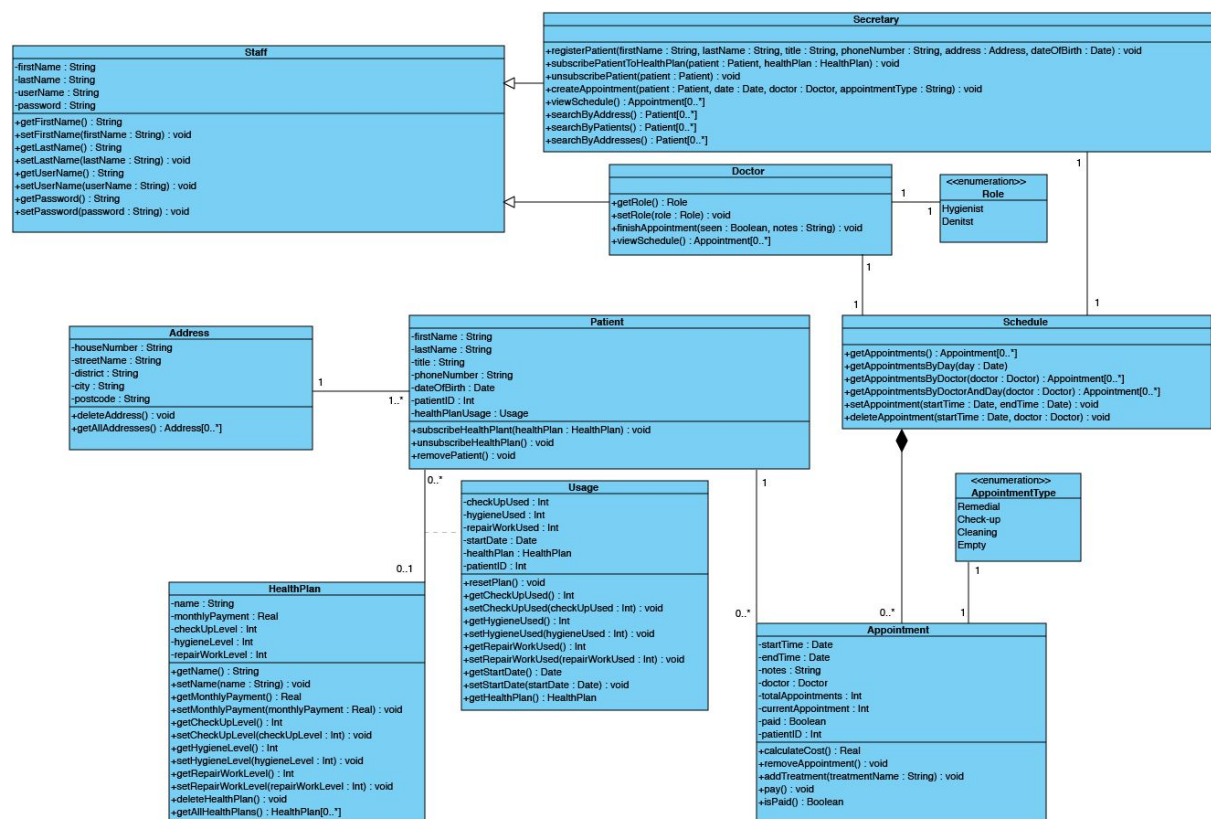 Secretary
+registerPatient(firstName : String, lastName : String, title : String, phoneNumber : String, address : Address, dateOfBirth : Date) : void
+subscribePatientToHealthPlan(patient : Patient, healthPlan : HealthPlan) : void
+unsubscribePatient(patient : Patient) : void
+createAppointment(patient : Patient, date : Date, doctor : Doctor, appointmentType : String) : void
+viewSchedule() : Appointment[0..*]
+searchByAddress() : Patient[0..*]
+searchByPatients() : Patient[0..*]
+searchByAddresses() : Patient[0..*]
Staff
-firstName : String
-lastName : String
-userName : String
-password : String
+getFirstName() : String
+setFirstName(firstName : String) : void
+getLastName() : String
+setLastName(lastName : String) : void
+getUserName() : String
+setUserName(userName : String) : void
+getPassword() : String
+setPassword(password : String) : void
1
Doctor
+getRole() : Role
+setRole(role : Role) : void
+finishAppointment(seen : Boolean, notes : String) : void
+viewSchedule() : Appointment[0..*]
1
1
<<enumeration>>
Role
Hygienist
Denitst
1
1
1
Schedule
+getAppointments() : Appointment[0..*]
+getAppointmentsByDay(day : Date)
+getAppointmentsByDoctor(doctor : Doctor) : Appointment[0..*]
+getAppointmentsByDoctorAndDay(doctor : Doctor) : Appointment[0..*]
+setAppointment(startTime : Date, endTime : Date) : void
+deleteAppointment(startTime : Date, doctor : Doctor) : void
Address
-houseNumber : String
-streetName : String
-district : String
-city : String
-postcode : String
+deleteAddress() : void
+getAllAddresses() : Address[0..*]
1
1..*
Patient
-firstName : String
-lastName : String
-title : String
-phoneNumber : String
-dateOfBirth : Date
-patientID : Int
-healthPlanUsage : Usage
+subscribeHealthPlant(healthPlan : HealthPlan) : void
+unsubscribeHealthPlan() : void
+removePatient() : void
0..*
1
0..1
0..*
Usage
-checkUpUsed : Int
-hygieneUsed : Int
-repairWorkUsed : Int
-startDate : Date
-healthPlan : HealthPlan
-patientID : Int
+resetPlan() : void
+getCheckUpUsed() : Int
+setCheckUpUsed(checkUpUsed : Int) : void
+getHygieneUsed() : Int
+setHygieneUsed(hygieneUsed : Int) : void
+getRepairWorkUsed() : Int
+setRepairWorkUsed(repairWorkUsed : Int) : void
+getStartDate() : Date
+setStartDate(startDate : Date) : void
+getHealthPlan() : HealthPlan
<<enumeration>>
AppointmentType
Remedial
Check-up
Cleaning
Empty
1
1
0..*
HealthPlan
-name : String
-monthlyPayment : Real
-checkUpLevel : Int
-hygieneLevel : Int
-repairWorkLevel : Int
+getName() : String
+setName(name : String) : void
+getMonthlyPayment() : Real
+setMonthlyPayment(monthlyPayment : Real) : void
+getCheckUpLevel() : Int
+setCheckUpLevel(checkUpLevel : Int) : void
+getHygieneLevel() : Int
+setHygieneLevel(hygieneLevel : Int) : void
+getRepairWorkLevel() : Int
+setRepairWorkLevel(repairWorkLevel : Int) : void
+deleteHealthPlan() : void
+getAllHealthPlans() : HealthPlan[0..*]
Appointment
-startTime : Date
-endTime : Date
-notes : String
-doctor : Doctor
-totalAppointments : Int
-currentAppointment : Int
-paid : Boolean
-patientID : Int
+calculateCost() : Real
+removeAppointment() : void
+addTreatment(treatmentName : String) : void
+pay() : void
+isPaid() : Boolean